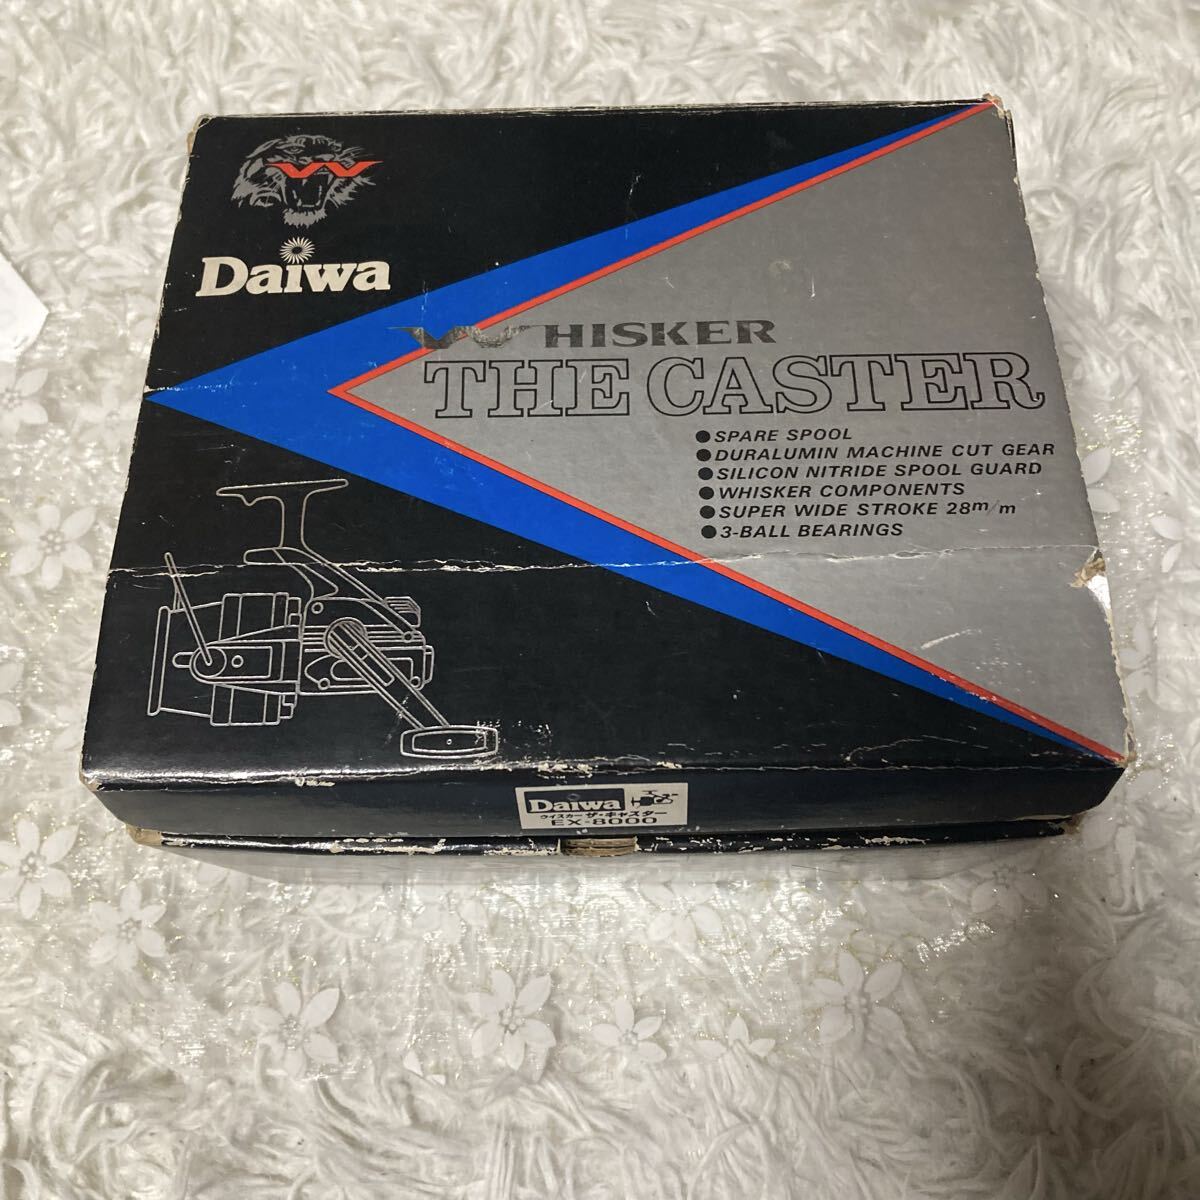 Daiwa
WHISKER
THE CASTER
●SPARE SPOOL
●DURALUMIN MACHINE CUT GEAR
●SILICON NITRIDE SPOOL GUARD
●WHISKER COMPONENTS
●SUPER WIDE STROKE 28m/m
●3-BALL BEARINGS
Daiwa
ウイスカー ザ・キャスター
EX-8000